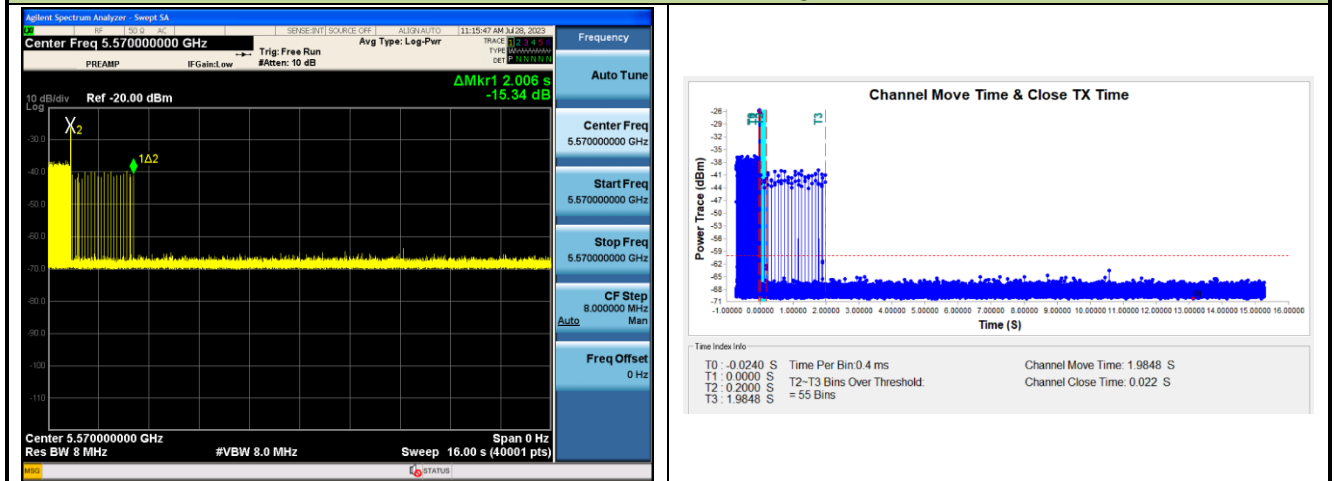 Agilent Spectrum Analyzer - Swept SA
RF 50 Ω AC SENSE:INT SOURCE OFF ALIGN AUTO 11:15:47 AM Jul 28, 2023
Center Freq 5.570000000 GHz
PREAMP IFGain:Low
Trig: Free Run
#Atten: 10 dB
Avg Type: Log-Pwr
TRACE 1 2 3 4 5 6
TYPE
DET P N N N N N
ΔMkr1 2.006 s
-15.34 dB
10 dB/div Ref -20.00 dBm
Log
X2
1Δ2
-30.0
-40.0
-50.0
-60.0
-70.0
-80.0
-90.0
-100
-110
Center 5.570000000 GHz Span 0 Hz
Res BW 8 MHz #VBW 8.0 MHz Sweep 16.00 s (40001 pts)
MSG STATUS
Frequency
Auto Tune
Center Freq
5.570000000 GHz
Start Freq
5.570000000 GHz
Stop Freq
5.570000000 GHz
CF Step
8.000000 MHz
Auto Man
Freq Offset
0 Hz
Channel Move Time & Close TX Time
T3
Power Trace (dBm)
-26
-29
-32
-35
-38
-41
-44
-47
-50
-53
-56
-59
-62
-65
-68
-71
-1.00000 0.00000 1.00000 2.00000 3.00000 4.00000 5.00000 6.00000 7.00000 8.00000 9.00000 10.00000 11.00000 12.00000 13.00000 14.00000 15.00000 16.00000
Time (S)
Time Index Info
T0 : -0.0240 S
T1 : 0.0000 S
T2 : 0.2000 S
T3 : 1.9848 S
Time Per Bin:0.4 ms
T2~T3 Bins Over Threshold:
= 55 Bins
Channel Move Time: 1.9848 S
Channel Close Time: 0.022 S